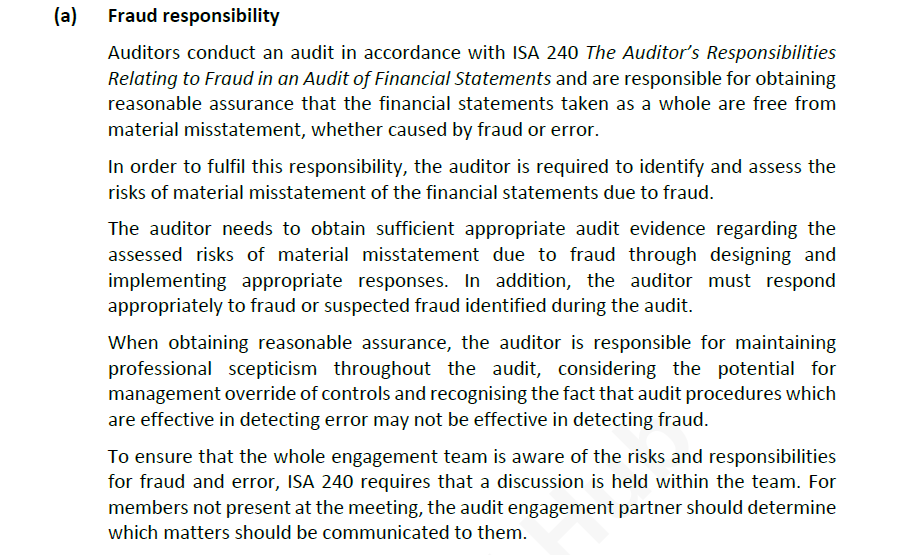 (a) Fraud responsibility
Auditors conduct an audit in accordance with ISA 240 The Auditor's Responsibilities
Relating to Fraud in an Audit of Financial Statements and are responsible for obtaining
reasonable assurance that the financial statements taken as a whole are free from
material misstatement, whether caused by fraud or error.
In order to fulfil this responsibility, the auditor is required to identify and assess the
risks of material misstatement of the financial statements due to fraud.
The auditor needs to obtain sufficient appropriate audit evidence regarding the
assessed risks of material misstatement due to fraud through designing and
implementing appropriate responses. In addition, the auditor must respond
appropriately to fraud or suspected fraud identified during the audit.
When obtaining reasonable assurance, the auditor is responsible for maintaining
professional scepticism throughout the audit, considering the potential for
management override of controls and recognising the fact that audit procedures which
are effective in detecting error may not be effective in detecting fraud.
To ensure that the whole engagement team is aware of the risks and responsibilities
for fraud and error, ISA 240 requires that a discussion is held within the team. For
members not present at the meeting, the audit engagement partner should determine
which matters should be communicated to them.
Hub